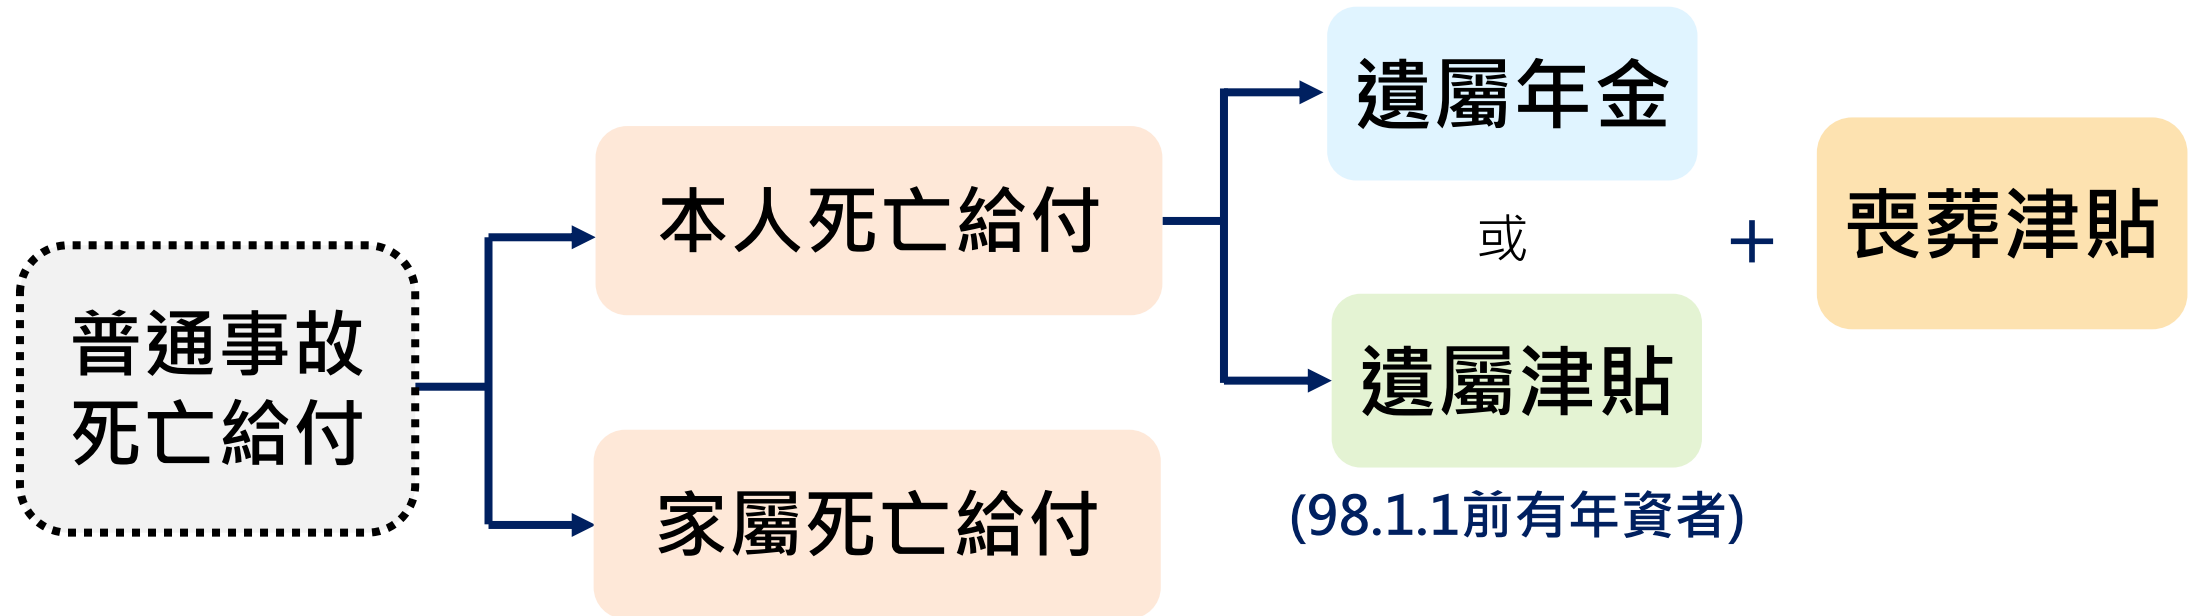 普通事故
死亡給付
本人死亡給付
家屬死亡給付
遺屬年金
或
遺屬津貼
(98.1.1前有年資者)
+
喪葬津貼